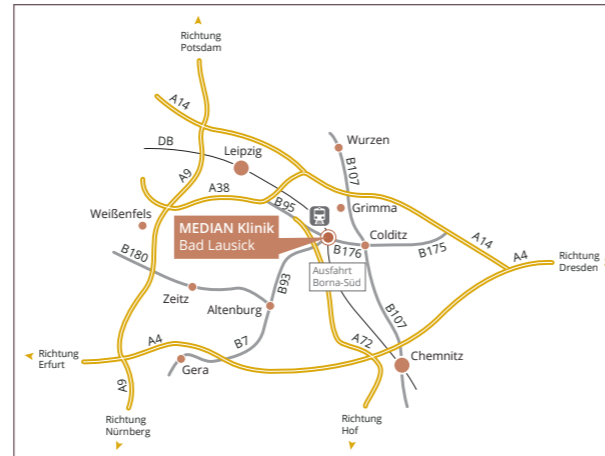 Richtung
Potsdam
A14
DB
Wurzen
Leipzig
B107
A9
A38
B95
Grimma
Weißenfels
MEDIAN Klinik
Bad Lausick
Colditz
B176
B175
A14
A4
B180
Ausfahrt
Borna-Süd
Richtung
Dresden
B93
Zeitz
Altenburg
B107
A4
B7
A72
Chemnitz
Richtung
Erfurt
Gera
A9
Richtung
Nürnberg
Richtung
Hof